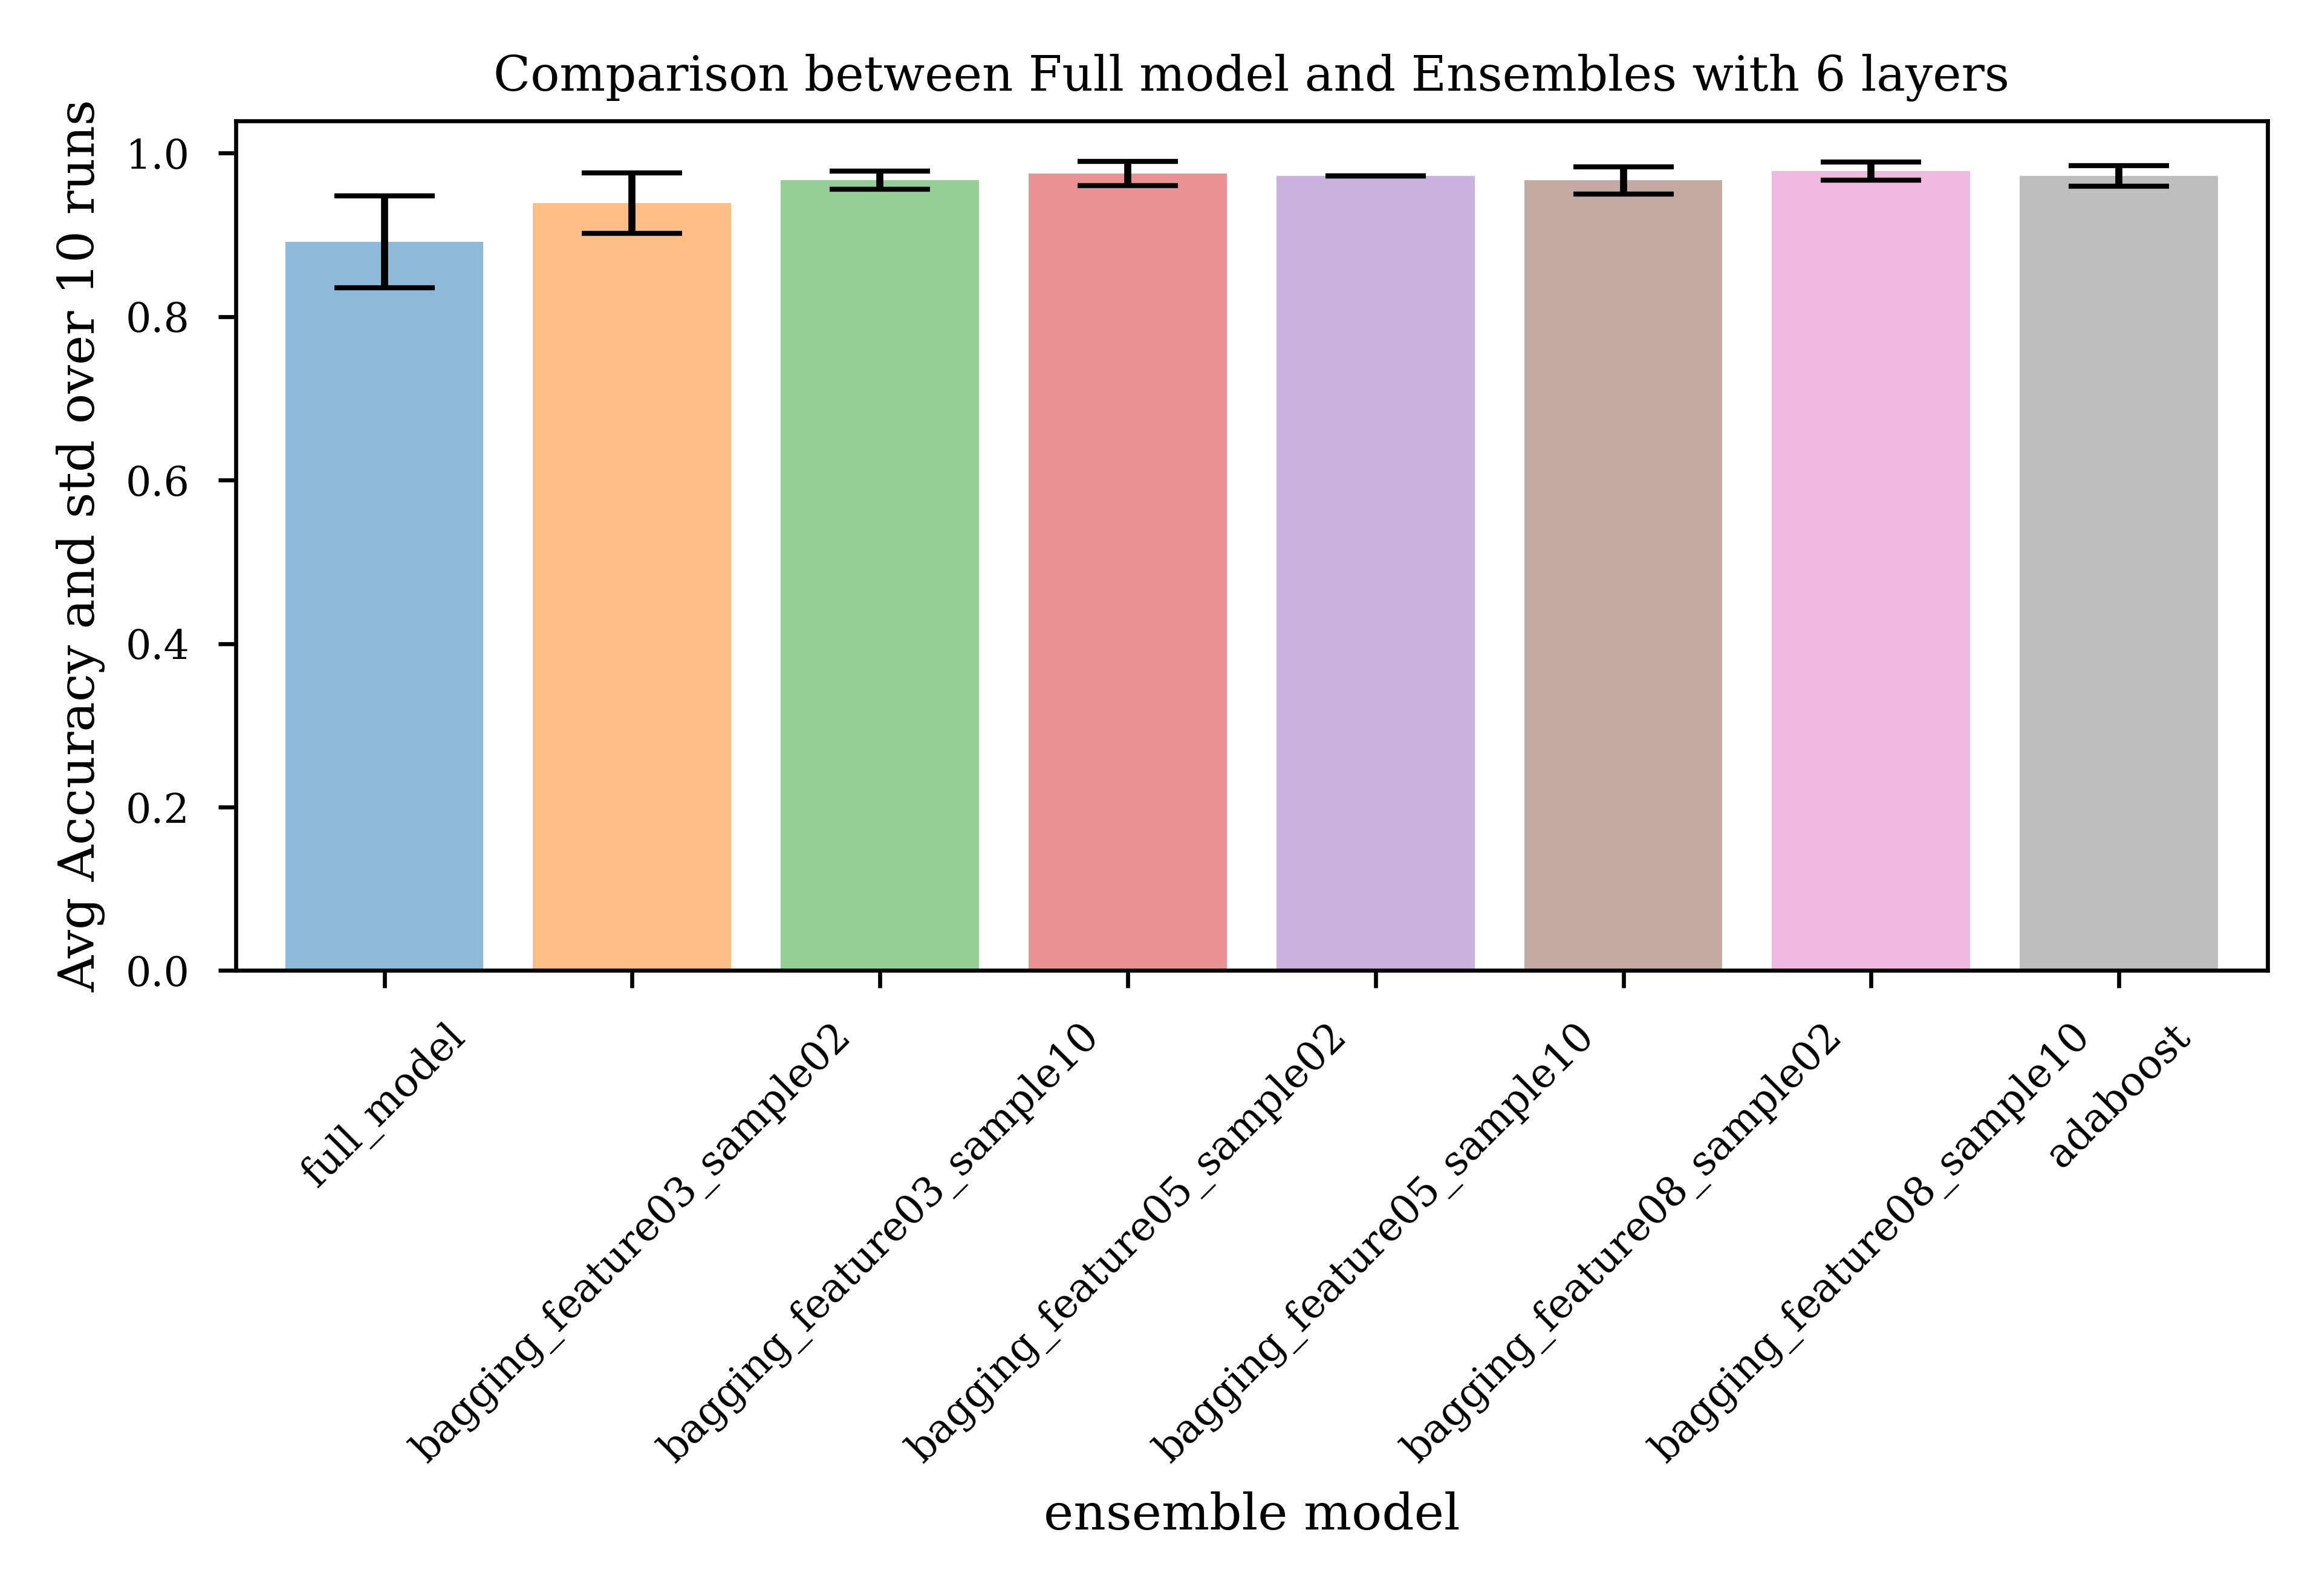 Comparison between Full model and Ensembles with 6 layers
Avg Accuracy and std over 10 runs
1.0
0.8
0.6
0.4
0.2
0.0
full_model
bagging_feature03_sample02
bagging_feature03_sample10
bagging_feature05_sample02
bagging_feature05_sample10
bagging_feature08_sample02
bagging_feature08_sample10
adaboost
ensemble model